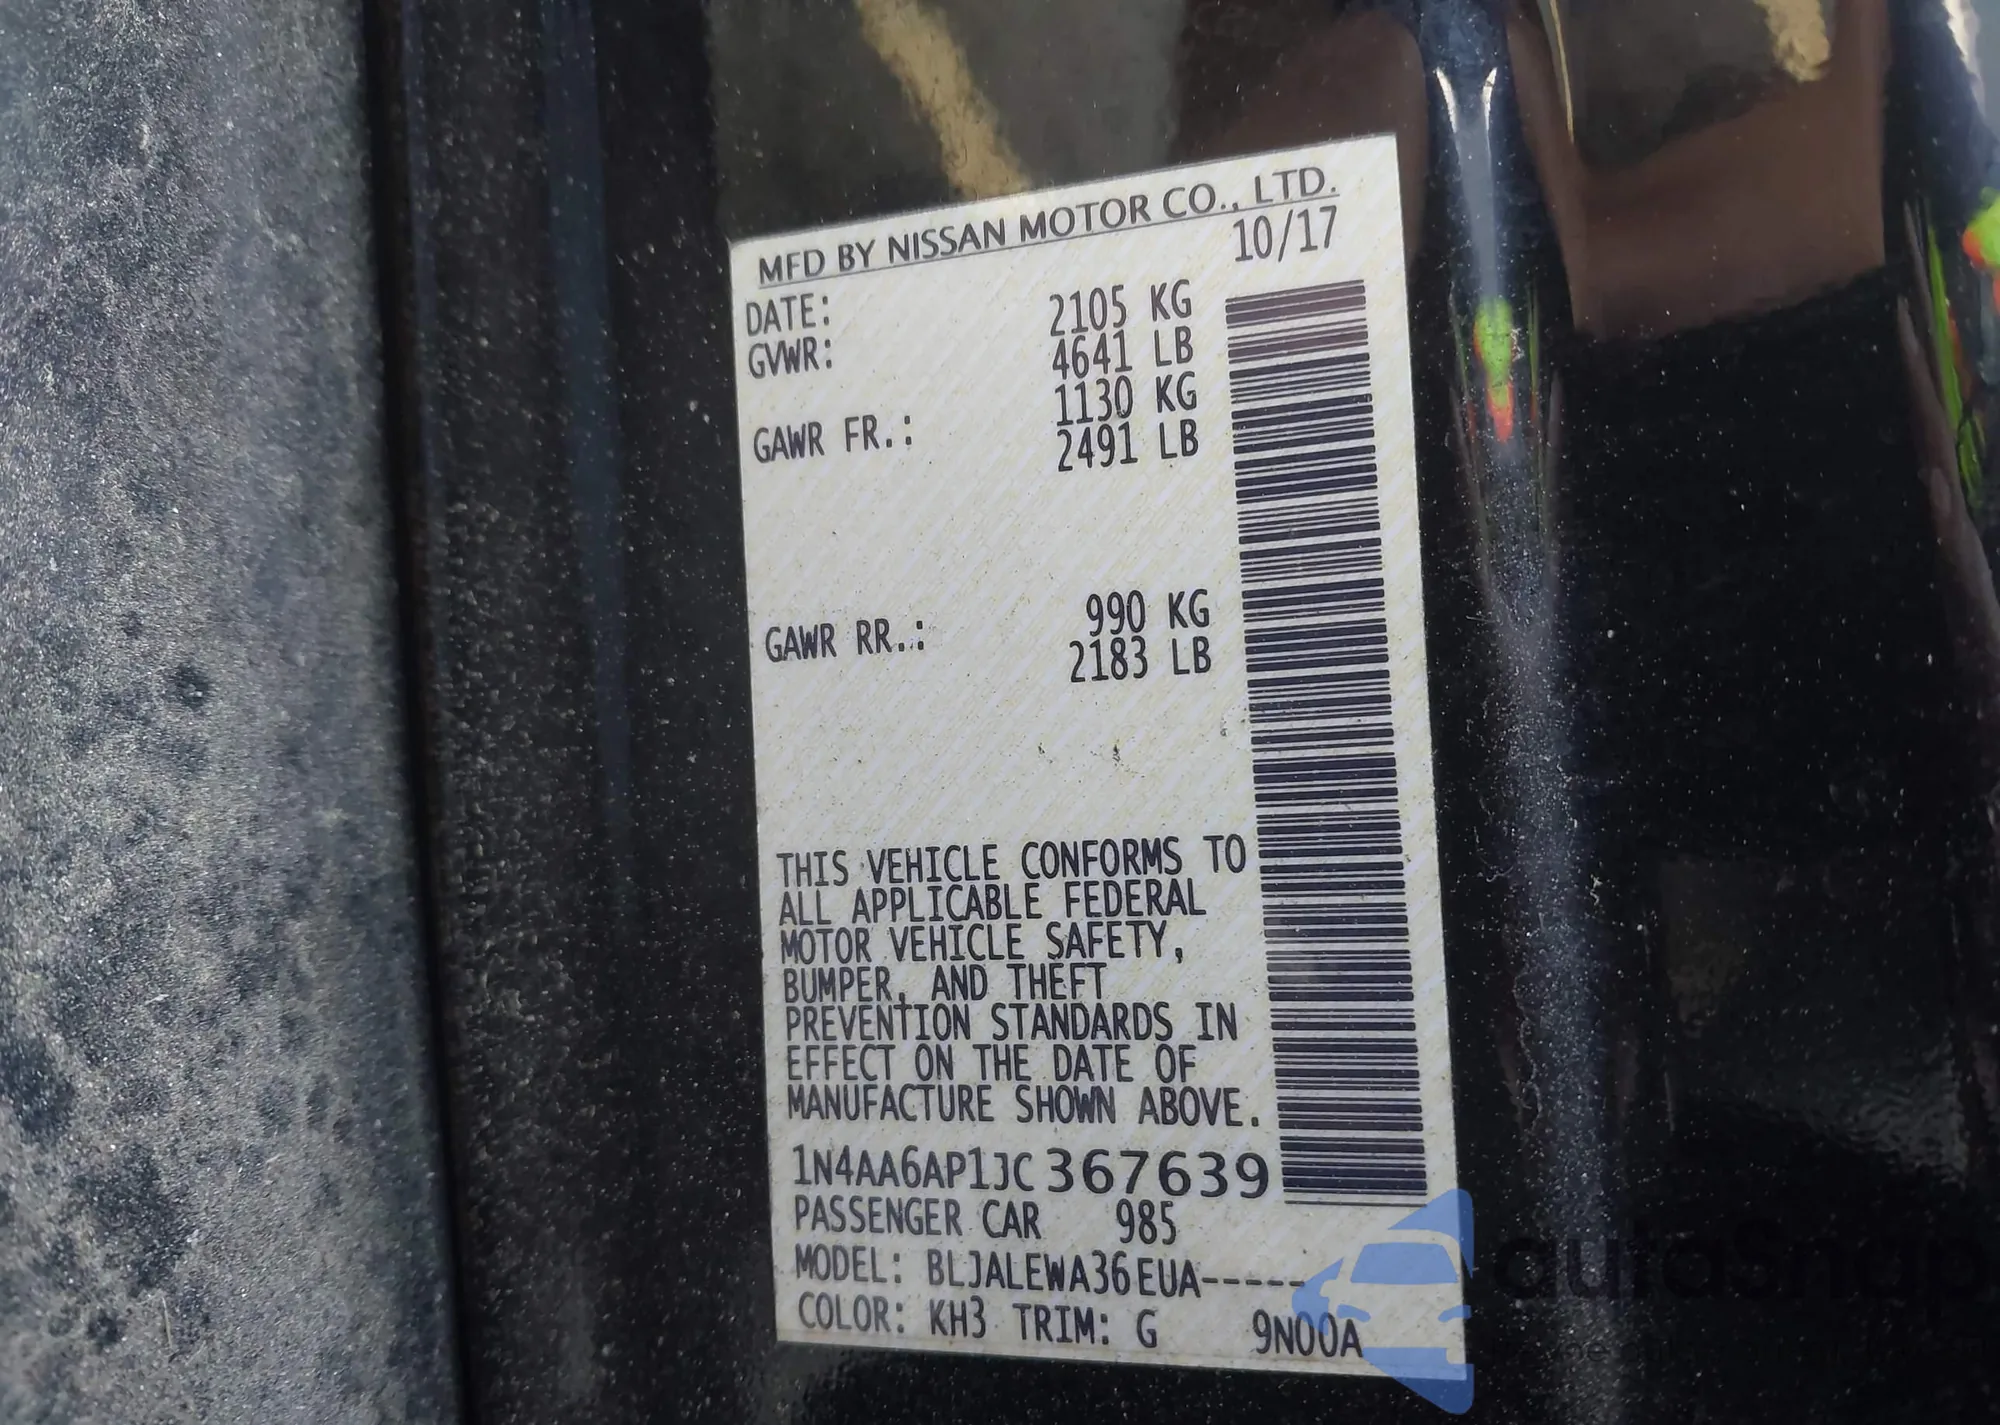 MFD BY NISSAN MOTOR CO., LTD.
10/17
DATE:
GVWR:
2105 KG
4641 LB
GAWR FR.:
1130 KG
2491 LB
GAWR RR.:
990 KG
2183 LB
THIS VEHICLE CONFORMS TO
ALL APPLICABLE FEDERAL
MOTOR VEHICLE SAFETY,
BUMPER, AND THEFT
PREVENTION STANDARDS IN
EFFECT ON THE DATE OF
MANUFACTURE SHOWN ABOVE.
1N4AA6AP1JC367639
PASSENGER CAR 985
MODEL: BLJALEWA36EUA-----
COLOR: KH3 TRIM: G 9N00A
autoshop